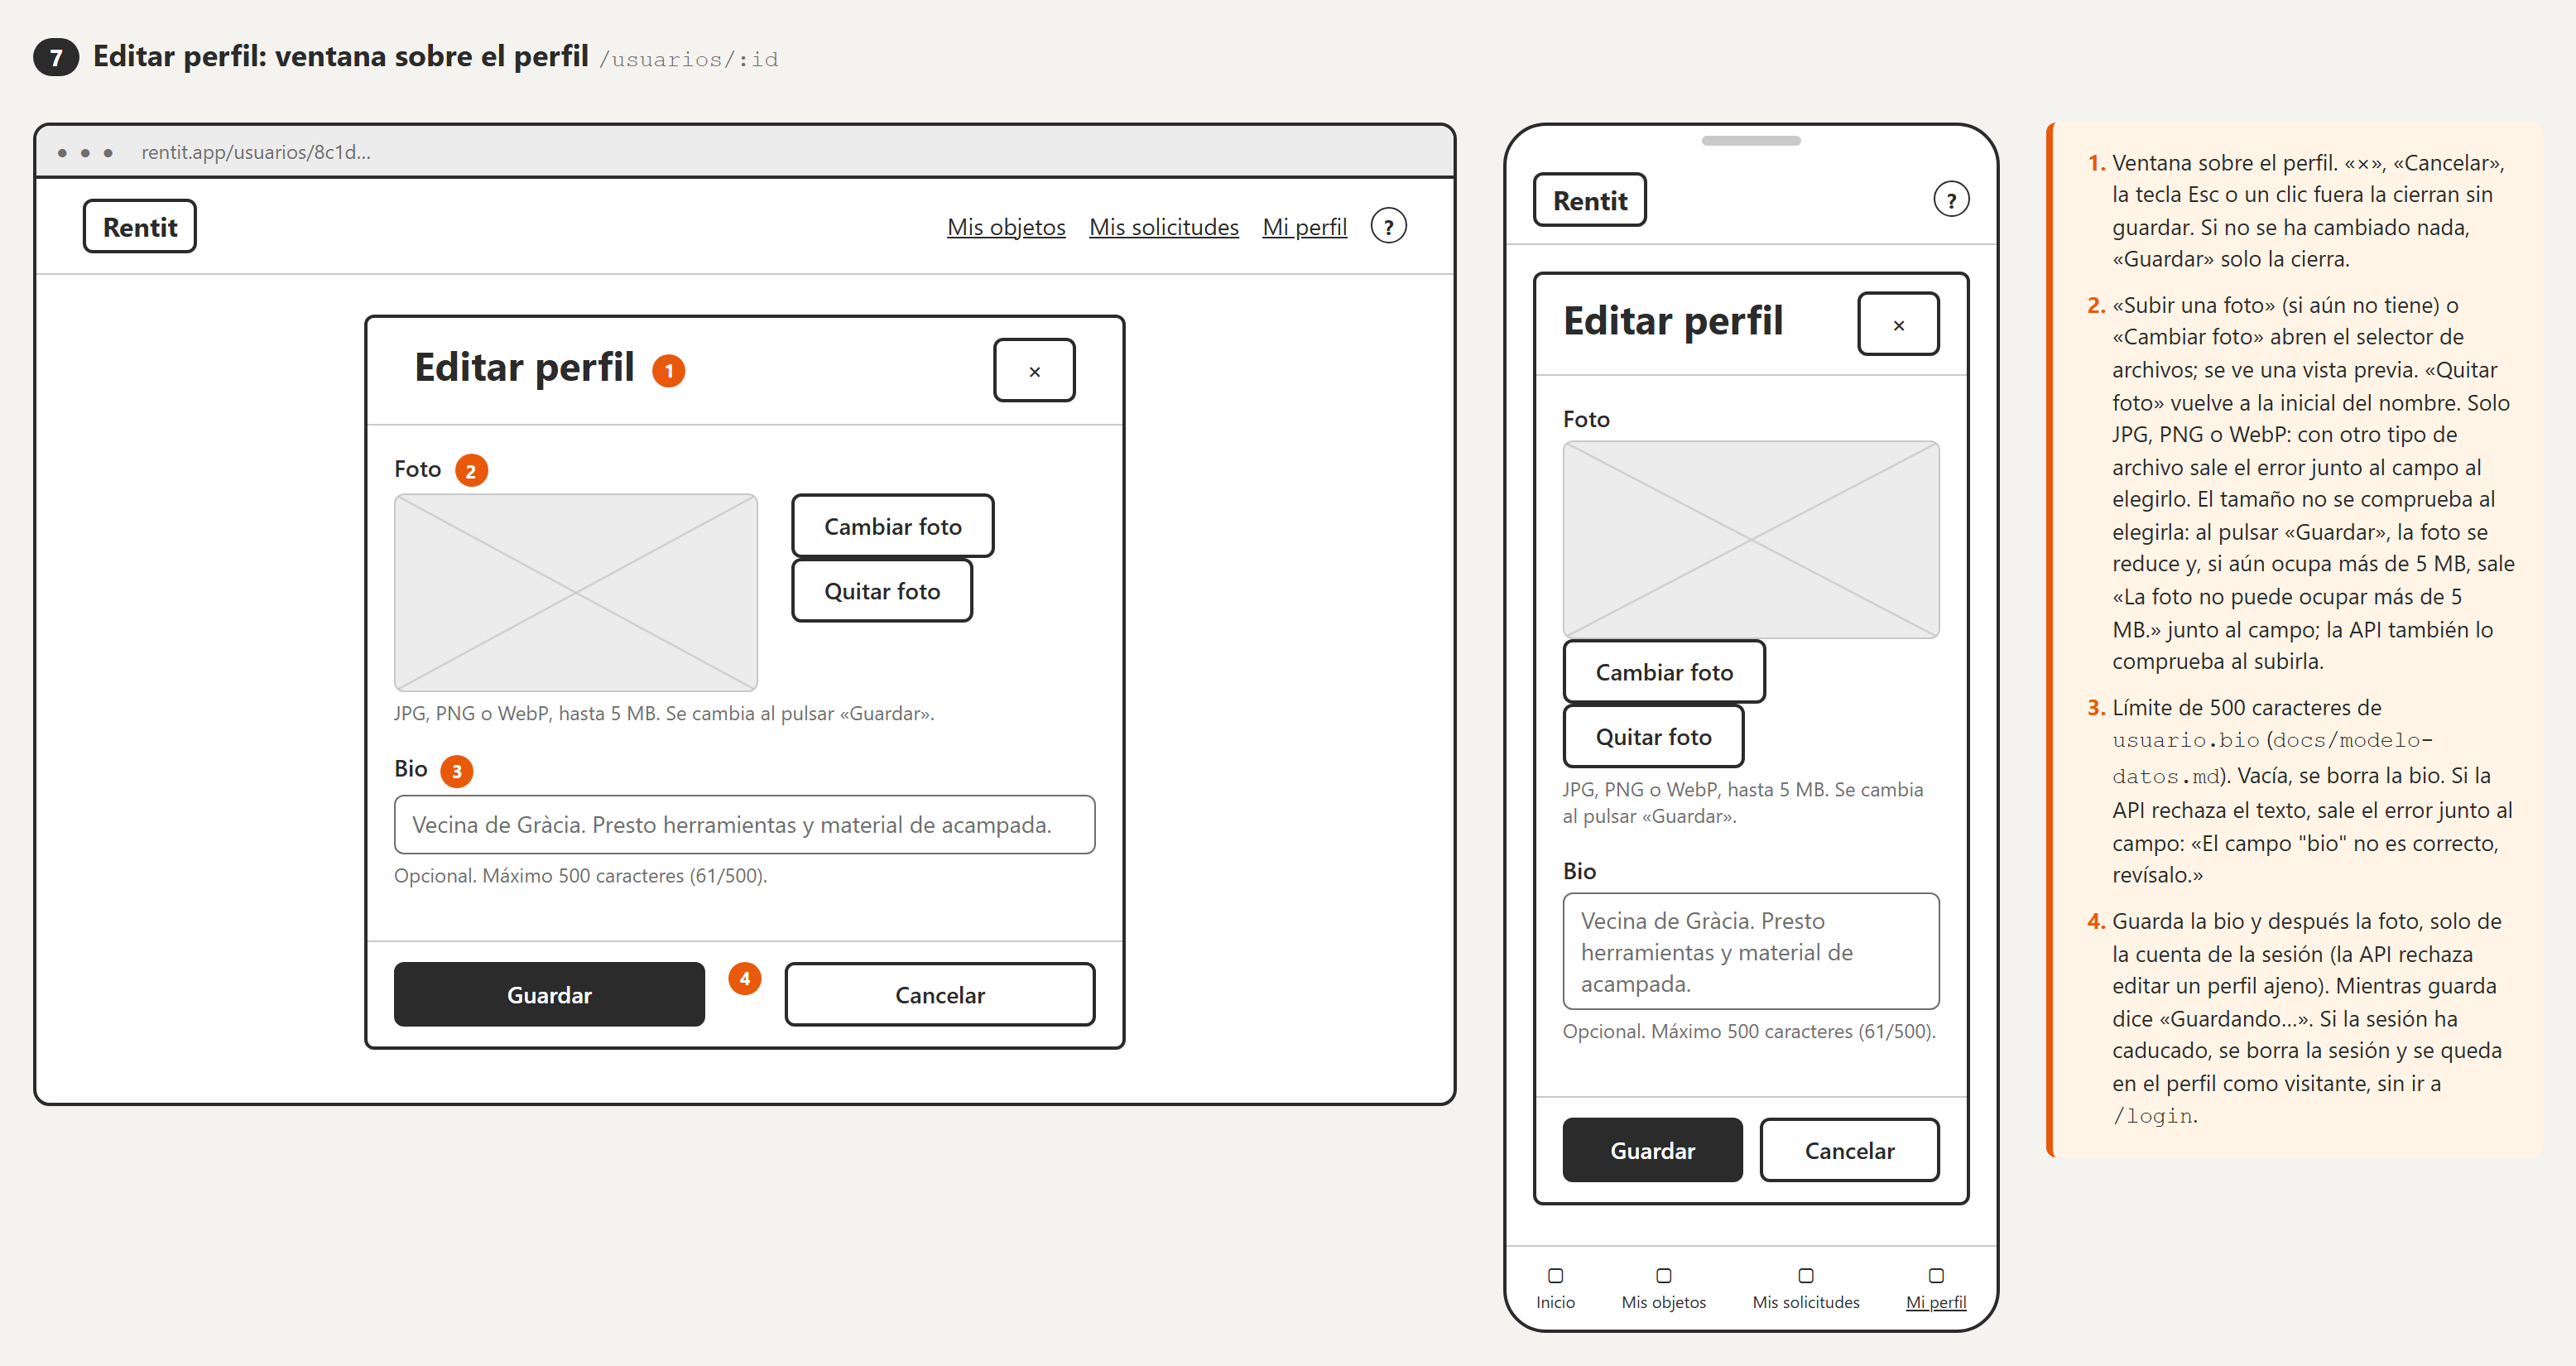 7 Editar perfil: ventana sobre el perfil /usuarios/:id
rentit.app/usuarios/8c1d...
Rentit
Mis objetos Mis solicitudes Mi perfil ?
Editar perfil 1 ×
Foto 2
Cambiar foto
Quitar foto
JPG, PNG o WebP, hasta 5 MB. Se cambia al pulsar «Guardar».
Bio 3
Vecina de Gràcia. Presto herramientas y material de acampada.
Opcional. Máximo 500 caracteres (61/500).
Guardar 4 Cancelar
Rentit ?
Editar perfil ×
Foto
Cambiar foto
Quitar foto
JPG, PNG o WebP, hasta 5 MB. Se cambia
al pulsar «Guardar».
Bio
Vecina de Gràcia. Presto
herramientas y material de
acampada.
Opcional. Máximo 500 caracteres (61/500).
Guardar Cancelar
Inicio Mis objetos Mis solicitudes Mi perfil
1. Ventana sobre el perfil. «×», «Cancelar»,
la tecla Esc o un clic fuera la cierran sin
guardar. Si no se ha cambiado nada,
«Guardar» solo la cierra.
2. «Subir una foto» (si aún no tiene) o
«Cambiar foto» abren el selector de
archivos; se ve una vista previa. «Quitar
foto» vuelve a la inicial del nombre. Solo
JPG, PNG o WebP: con otro tipo de
archivo sale el error junto al campo al
elegirlo. El tamaño no se comprueba al
elegirla: al pulsar «Guardar», la foto se
reduce y, si aún ocupa más de 5 MB, sale
«La foto no puede ocupar más de 5
MB.» junto al campo; la API también lo
comprueba al subirla.
3. Límite de 500 caracteres de
usuario.bio (docs/modelo-
datos.md). Vacía, se borra la bio. Si la
API rechaza el texto, sale el error junto al
campo: «El campo "bio" no es correcto,
revísalo.»
4. Guarda la bio y después la foto, solo de
la cuenta de la sesión (la API rechaza
editar un perfil ajeno). Mientras guarda
dice «Guardando...». Si la sesión ha
caducado, se borra la sesión y se queda
en el perfil como visitante, sin ir a
/login.